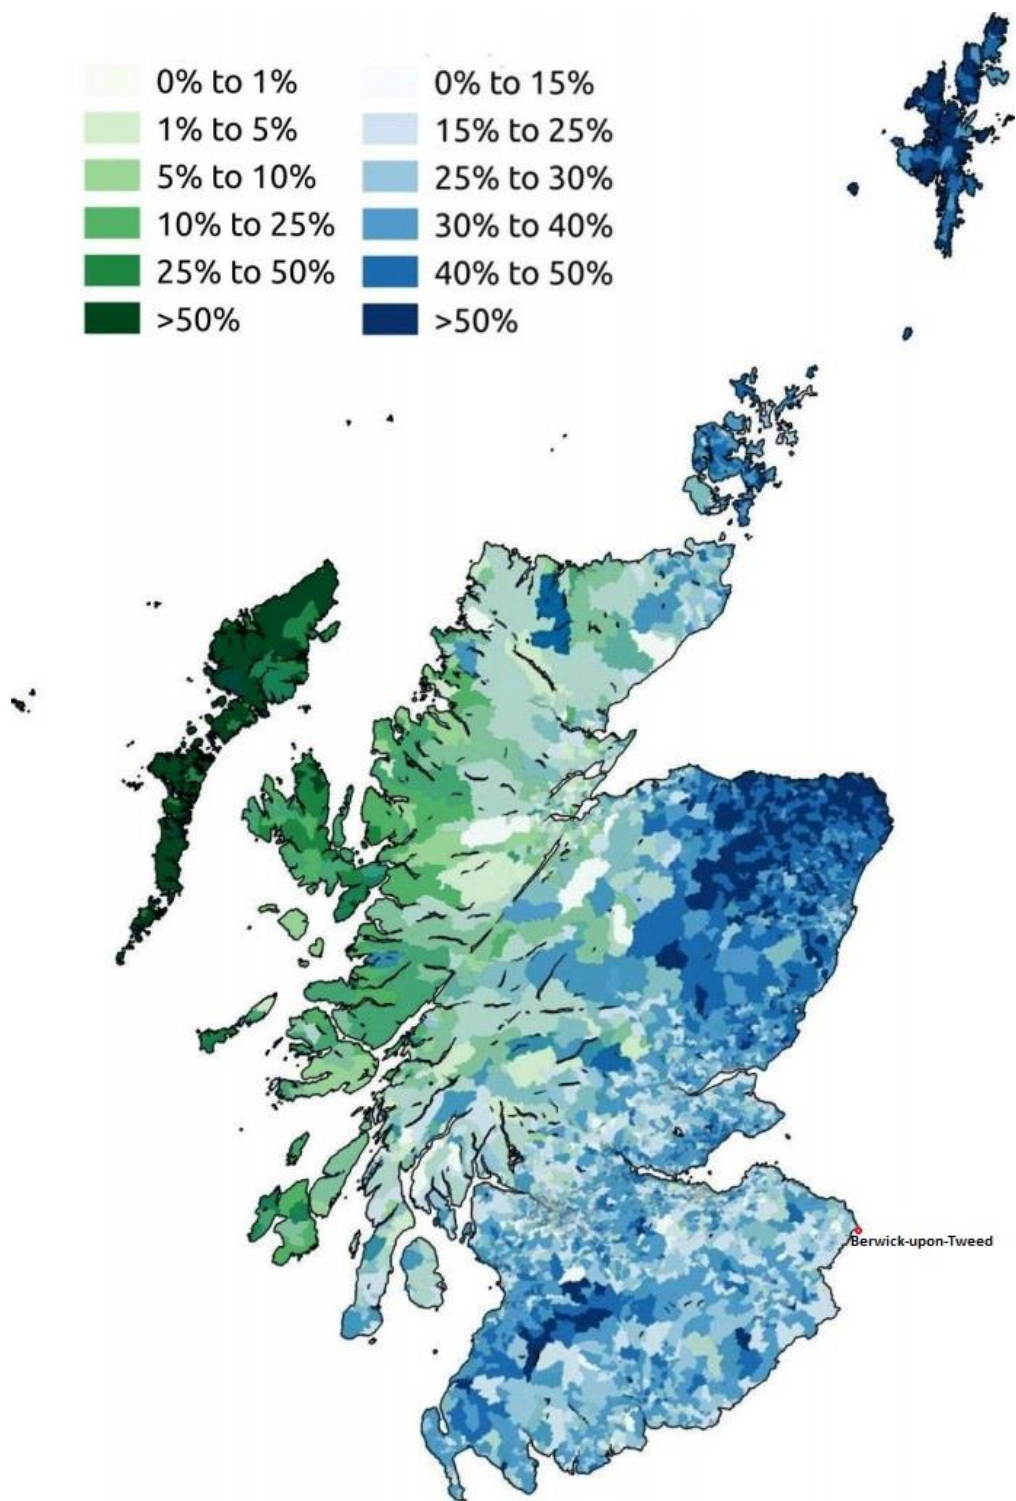 0% to 1%
1% to 5%
5% to 10%
10% to 25%
25% to 50%
>50%
0% to 15%
15% to 25%
25% to 30%
30% to 40%
40% to 50%
>50%
Berwick-upon-Tweed